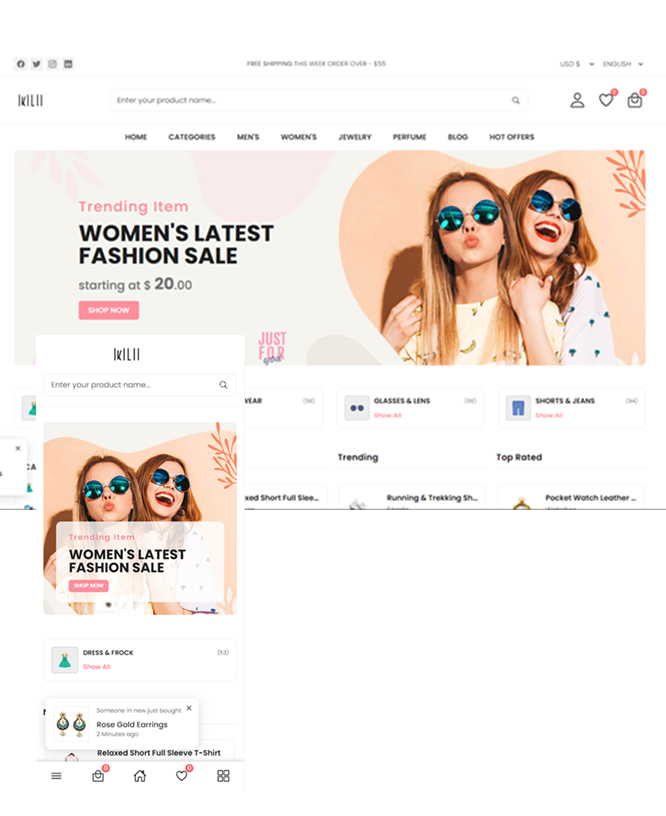 FREE SHIPPING THIS WEEK ORDER OVER - $55
USD $
ENGLISH
Enter your product name...
0
0
HOME
CATEGORIES
MEN'S
WOMEN'S
JEWELRY
PERFUME
BLOG
HOT OFFERS
Trending Item
WOMEN'S LATEST
FASHION SALE
starting at $ 20.00
SHOP NOW
JUST
FOR
you
WEAR
(58)
GLASSES & LENS
(68)
Show All
SHORTS & JEANS
(84)
Show All
Trending
Top Rated
xed Short Full Slee...
Running & Trekking Sh...
Pocket Watch Leather ...
Enter your product name...
Trending Item
WOMEN'S LATEST
FASHION SALE
SHOP NOW
DRESS & FROCK
(53)
Show All
Someone in new just bought
Rose Gold Earrings
2 Minutes ago
Relaxed Short Full Sleeve T-Shirt
0
0